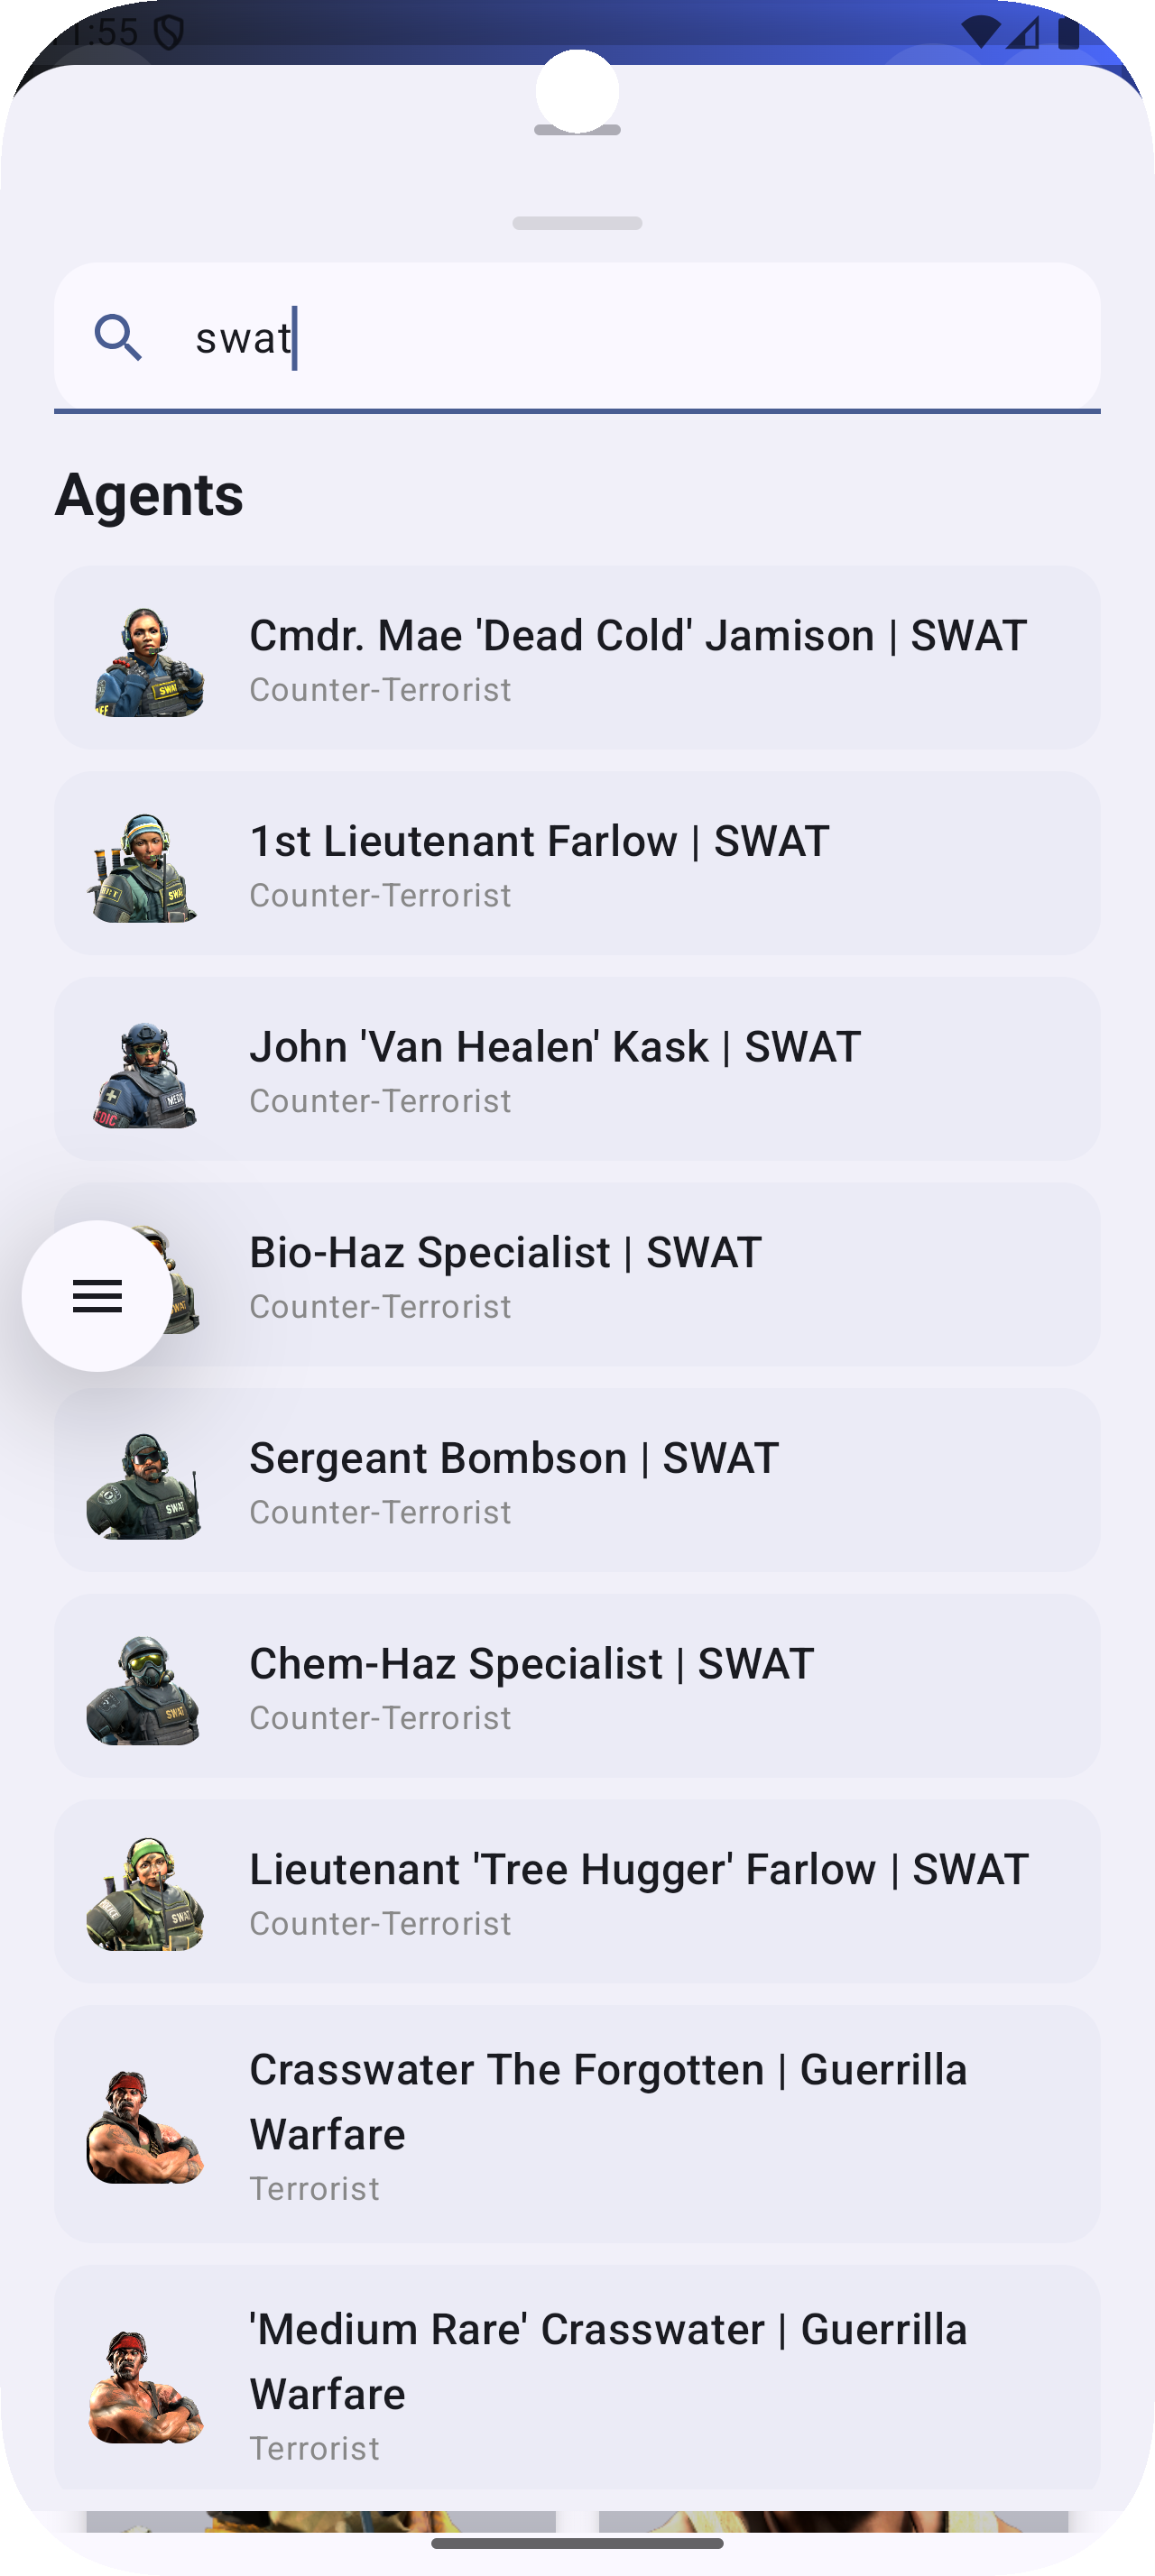 11:55
swat
Agents
Cmdr. Mae 'Dead Cold' Jamison | SWAT
Counter-Terrorist
1st Lieutenant Farlow | SWAT
Counter-Terrorist
John 'Van Healen' Kask | SWAT
Counter-Terrorist
Bio-Haz Specialist | SWAT
Counter-Terrorist
Sergeant Bombson | SWAT
Counter-Terrorist
Chem-Haz Specialist | SWAT
Counter-Terrorist
Lieutenant 'Tree Hugger' Farlow | SWAT
Counter-Terrorist
Crasswater The Forgotten | Guerrilla
Warfare
Terrorist
'Medium Rare' Crasswater | Guerrilla
Warfare
Terrorist